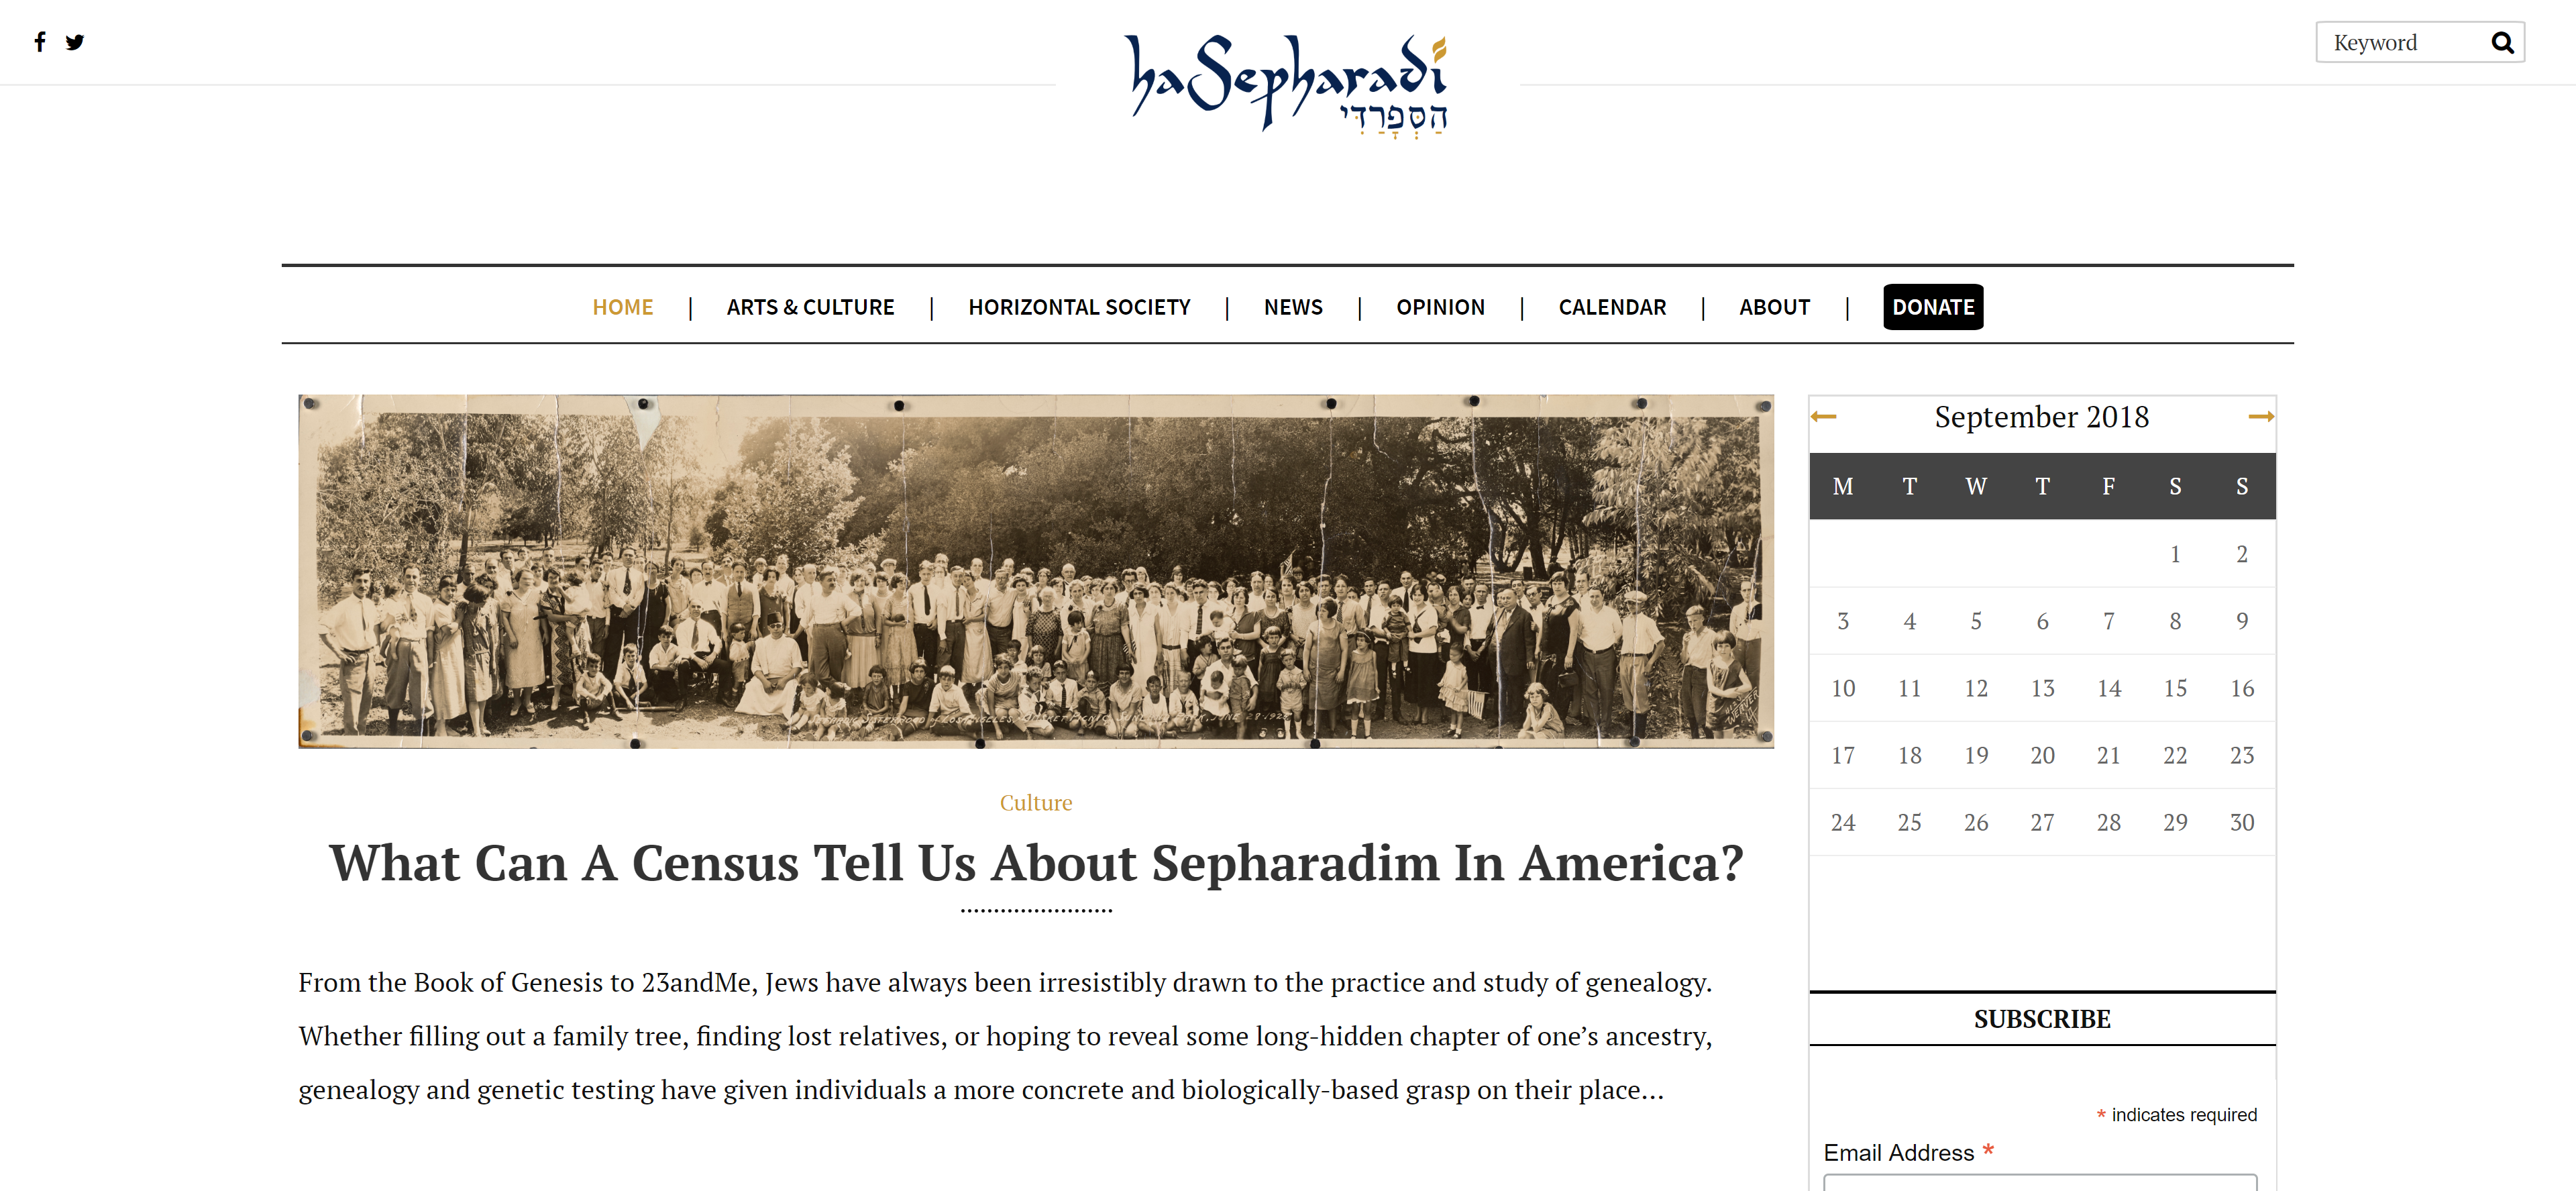 Keyword
haSepharadi
הַסְּפָרַדִּי
HOME | ARTS & CULTURE | HORIZONTAL SOCIETY | NEWS | OPINION | CALENDAR | ABOUT | DONATE
Culture
What Can A Census Tell Us About Sepharadim In America?
From the Book of Genesis to 23andMe, Jews have always been irresistibly drawn to the practice and study of genealogy.
Whether filling out a family tree, finding lost relatives, or hoping to reveal some long-hidden chapter of one’s ancestry,
genealogy and genetic testing have given individuals a more concrete and biologically-based grasp on their place...
September 2018
M T W T F S S
1 2
3 4 5 6 7 8 9
10 11 12 13 14 15 16
17 18 19 20 21 22 23
24 25 26 27 28 29 30
SUBSCRIBE
* indicates required
Email Address *